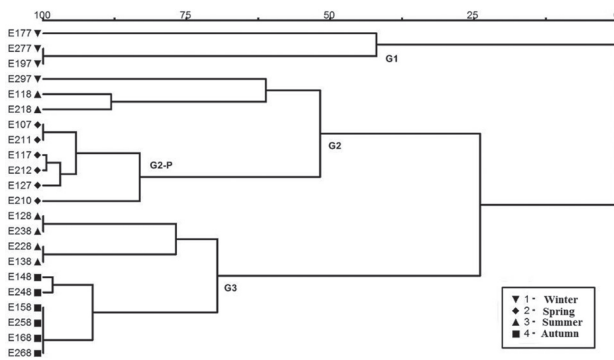 100 75 50 25
E177
E277
E197
G1
E297
E118
E218
E107
E211
G2
E117
G2-P
E212
E127
E210
E128
E238
E228
E138
E148
G3
E248
E158
E258
E168
E268
1 - Winter
2 - Spring
3 - Summer
4 - Autumn